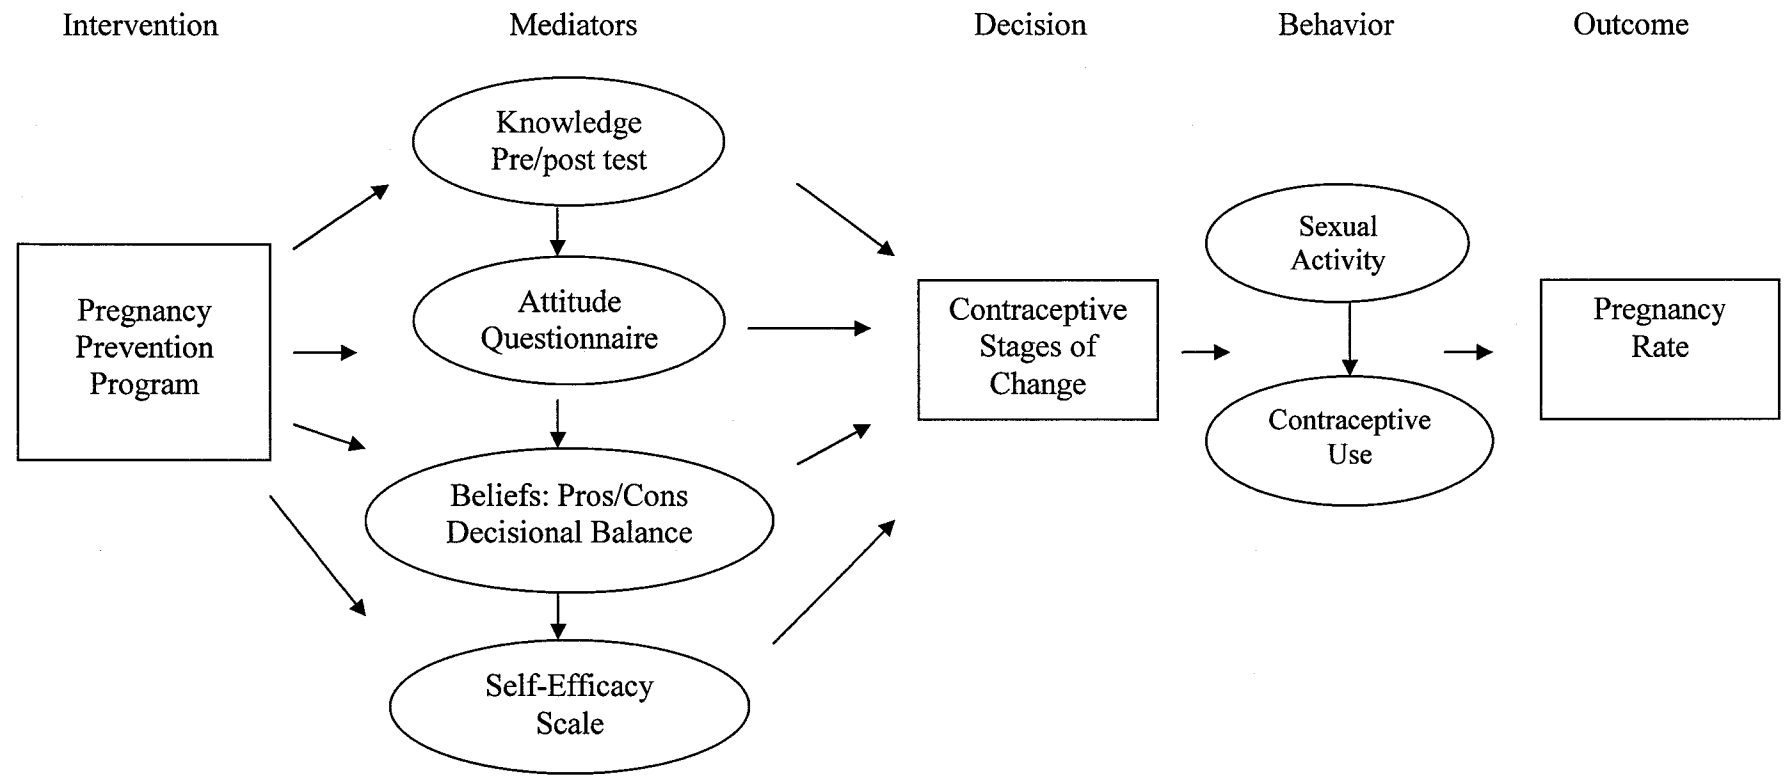 Intervention
Mediators
Decision
Behavior
Outcome
Knowledge
Pre/post test
Attitude
Questionnaire
Beliefs: Pros/Cons
Decisional Balance
Self-Efficacy
Scale
Pregnancy
Prevention
Program
Contraceptive
Stages of
Change
Sexual
Activity
Contraceptive
Use
Pregnancy
Rate